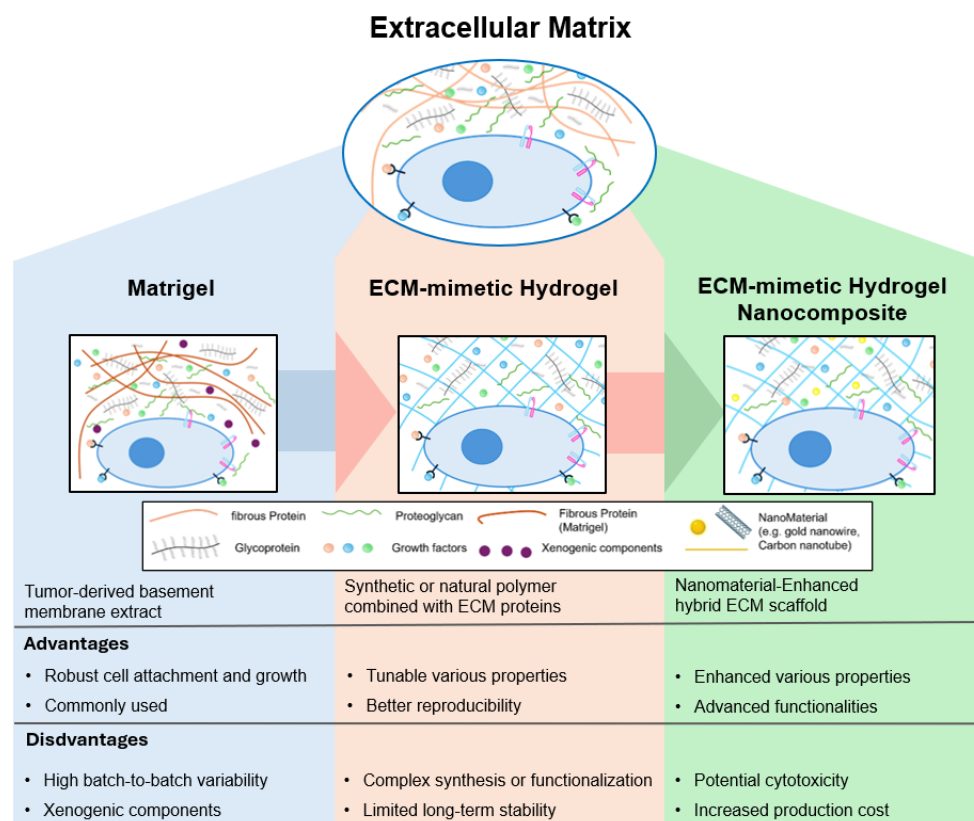 Extracellular Matrix
Matrigel
ECM-mimetic Hydrogel
ECM-mimetic Hydrogel
Nanocomposite
fibrous Protein
Proteoglycan
Fibrous Protein
(Matrigel)
NanoMaterial
(e.g. gold nanowire,
Carbon nanotube)
Glycoprotein
Growth factors
Xenogenic components
Tumor-derived basement
membrane extract
Synthetic or natural polymer
combined with ECM proteins
Nanomaterial-Enhanced
hybrid ECM scaffold
Advantages
• Robust cell attachment and growth
• Commonly used
• Tunable various properties
• Better reproducibility
• Enhanced various properties
• Advanced functionalities
Disdvantages
• High batch-to-batch variability
• Xenogenic components
• Complex synthesis or functionalization
• Limited long-term stability
• Potential cytotoxicity
• Increased production cost